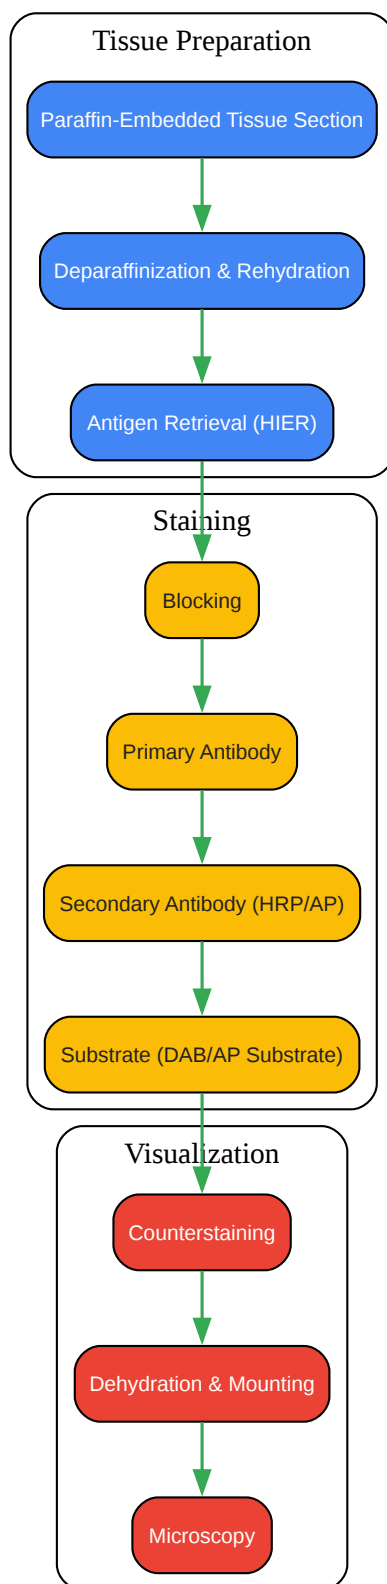 Tissue Preparation
Paraffin-Embedded Tissue Section
Deparaffinization & Rehydration
Antigen Retrieval (HIER)
Staining
Blocking
Primary Antibody
Secondary Antibody (HRP/AP)
Substrate (DAB/AP Substrate)
Visualization
Counterstaining
Dehydration & Mounting
Microscopy